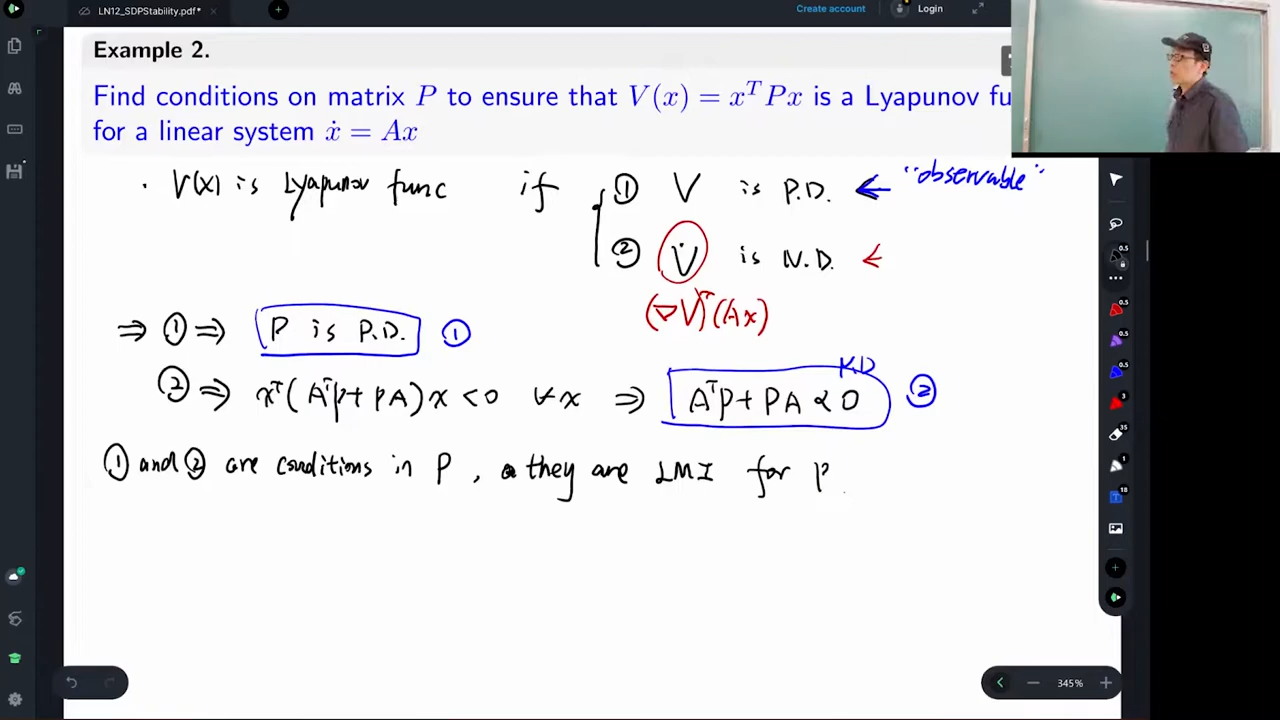 LN12_SDPStability.pdf*
Create account
Login
Example 2.
Find conditions on matrix P to ensure that V(x) = x^T Px is a Lyapunov fu
for a linear system ẋ = Ax
· V(x) is Lyapunov func if ① V is P.D. ← "observable"
② V̇ is N.D. ←
(∇V)^T (Ax)
⇒ ① ⇒ P is P.D. ①
② ⇒ x^T(A^T P + PA)x < 0 ∀x ⇒ A^T P + PA ≺ 0 N.D ②
① and ② are conditions in P, they are LMI for P
345%